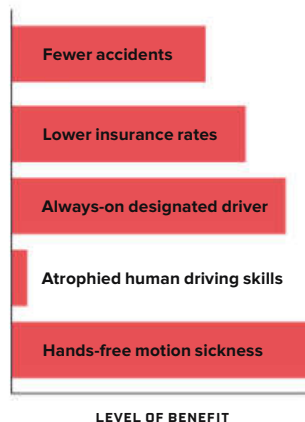 Fewer accidents
Lower insurance rates
Always-on designated driver
Atrophied human driving skills
Hands-free motion sickness
LEVEL OF BENEFIT